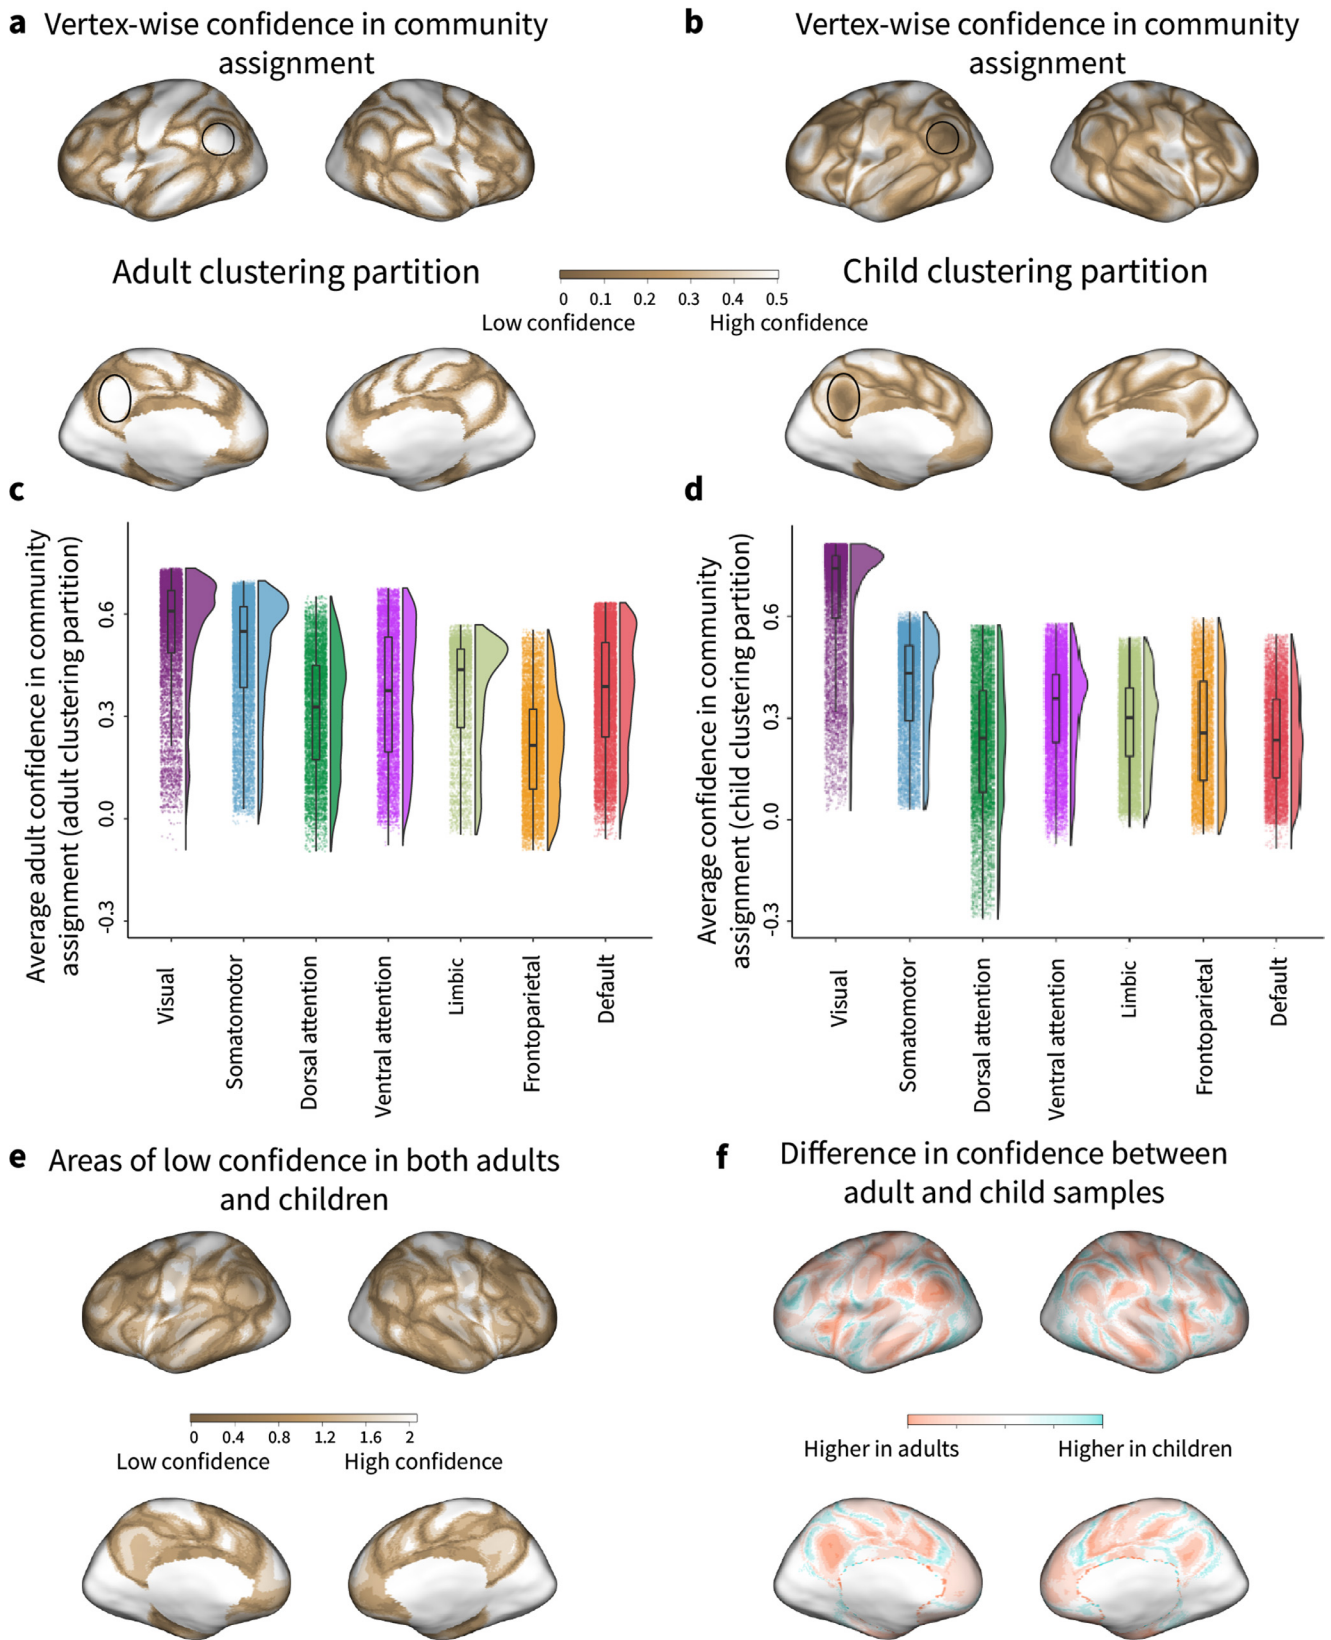 a Vertex-wise confidence in community
assignment
b Vertex-wise confidence in community
assignment
Adult clustering partition
Child clustering partition
0 0.1 0.2 0.3 0.4 0.5
Low confidence High confidence
c
Average adult confidence in community
assignment (adult clustering partition)
0.6
0.3
0.0
-0.3
Visual
Somatomotor
Dorsal attention
Ventral attention
Limbic
Frontoparietal
Default
d
Average confidence in community
assignment (child clustering partition)
0.6
0.3
0.0
-0.3
Visual
Somatomotor
Dorsal attention
Ventral attention
Limbic
Frontoparietal
Default
e Areas of low confidence in both adults
and children
0 0.4 0.8 1.2 1.6 2
Low confidence High confidence
f Difference in confidence between
adult and child samples
Higher in adults Higher in children